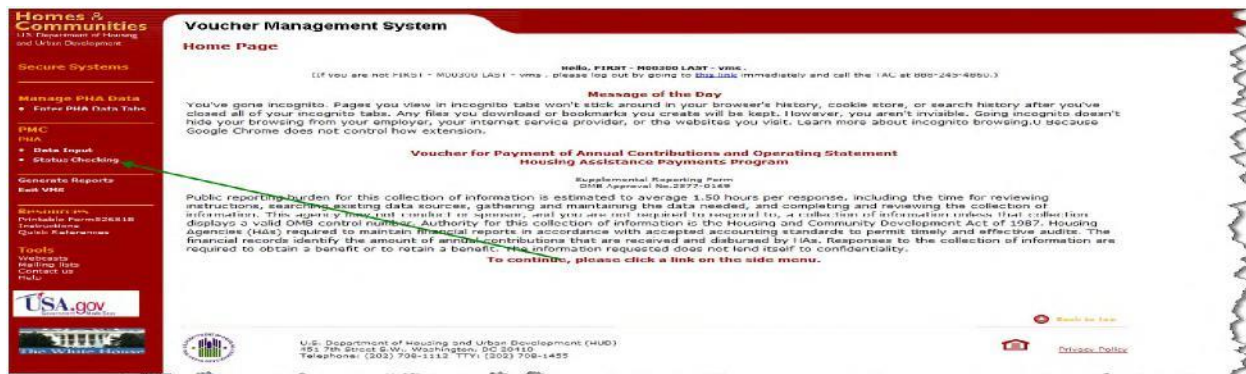 Homes &
Communities
U.S. Department of Housing
and Urban Development
Secure Systems
Manage PHA Data
• Enter PHA Data Tabs
PMC
PHA
• Data Input
• Status Checking
Generate Reports
Exit VMS
Resources
Printable Form52681B
Instructions
Quick References
Tools
Webcasts
Mailing lists
Contact us
Help
USA.gov
The White House
Voucher Management System
Home Page
Hello, FIRST - M00300 LAST - vms .
(If you are not FIRST - M00300 LAST - vms . please log out by going to this link immediately and call the TAC at 888-245-4860.)
Message of the Day
You've gone incognito. Pages you view in incognito tabs won't stick around in your browser's history, cookie store, or search history after you've
closed all of your incognito tabs. Any files you download or bookmarks you create will be kept. However, you aren't invisible. Going incognito doesn't
hide your browsing from your employer, your internet service provider, or the websites you visit. Learn more about incognito browsing.U Because
Google Chrome does not control how extension.
Voucher for Payment of Annual Contributions and Operating Statement
Housing Assistance Payments Program
Supplemental Reporting Form
OMB Approval No.2577-0169
Public reporting burden for this collection of information is estimated to average 1.50 hours per response, including the time for reviewing
instructions, searching existing data sources, gathering and maintaining the data needed, and completing and reviewing the collection of
information. This agency may not conduct or sponsor, and you are not required to respond to, a collection of information unless that collection
displays a valid OMB control number. Authority for this collection of information is the Housing and Community Development Act of 1987. Housing
Agencies (HAs) required to maintain financial reports in accordance with accepted accounting standards to permit timely and effective audits. The
financial records identify the amount of annual contributions that are received and disbursed by HAs. Responses to the collection of information are
required to obtain a benefit or to retain a benefit. The information requested does not lend itself to confidentiality.
To continue, please click a link on the side menu.
Back to top
U.S. Department of Housing and Urban Development (HUD)
451 7th Street S.W., Washington, DC 20410
Telephone: (202) 708-1112 TTY: (202) 708-1455
Privacy Policy